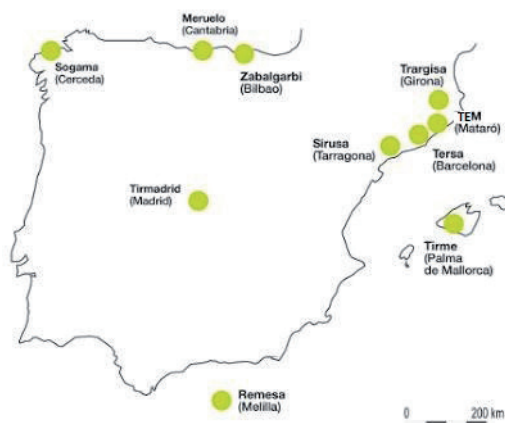 Meruelo
(Cantabria)
Sogama
(Cerceda)
Zabalgarbi
(Bilbao)
Trargisa
(Girona)
TEM
(Mataró)
Sirusa
(Tarragona)
Tersa
(Barcelona)
Tirmadrid
(Madrid)
Tirme
(Palma
de Mallorca)
Remesa
(Melilla)
0 200 km